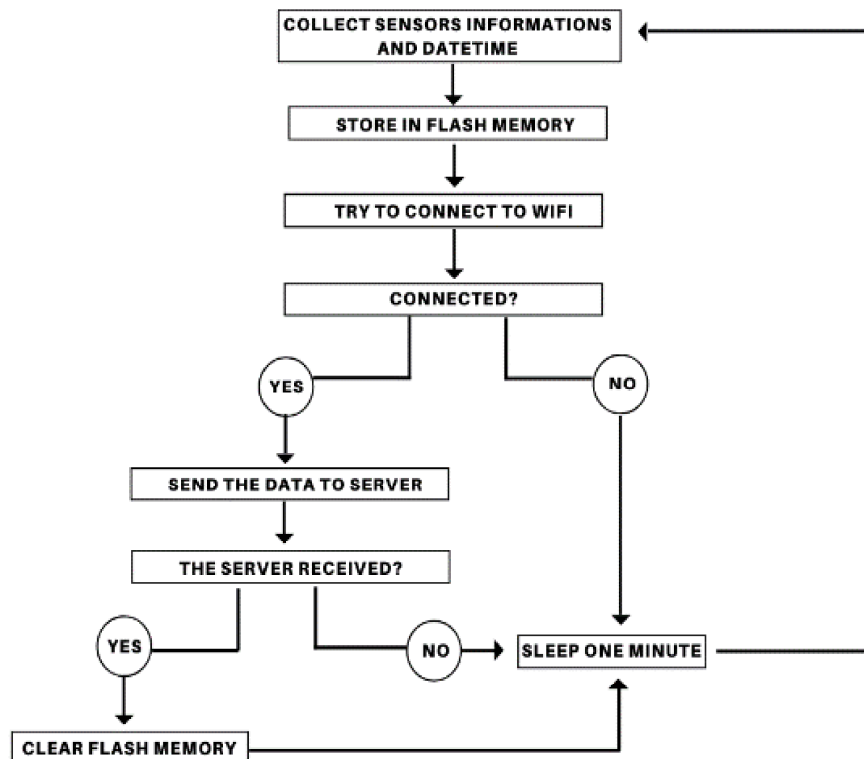 COLLECT SENSORS INFORMATIONS
AND DATETIME
STORE IN FLASH MEMORY
TRY TO CONNECT TO WIFI
CONNECTED?
YES
NO
SEND THE DATA TO SERVER
THE SERVER RECEIVED?
YES
NO
SLEEP ONE MINUTE
CLEAR FLASH MEMORY